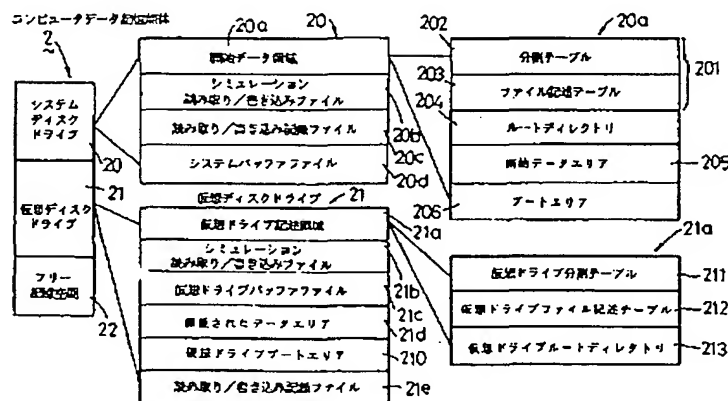 コンピュータデータ記憶媒体
2
システム
ディスク
ドライブ
20
21
仮想ディスク
ドライブ
フリー
記憶空間
22
20a
20
開始データ領域
シミュレーション
読み取り/書き込みファイル
20b
読み取り/書き込み記録ファイル
20c
システムバッファファイル
20d
仮想ディスクドライブ
21
仮想ドライブ記述領域
21a
シミュレーション
読み取り/書き込みファイル
21b
仮想ドライブバッファファイル
21c
されたデータエリア
21d
仮想ドライブブートエリア
210
読み取り/書き込み記録ファイル
21e
20a
202
分割テーブル
203
201
ファイル記述テーブル
204
ルートディレクトリ
開始データエリア
205
206
ブートエリア
21a
仮想ドライブ分割テーブル
211
仮想ドライブファイル記述テーブル
212
仮想ドライブルートディレクトリ
213